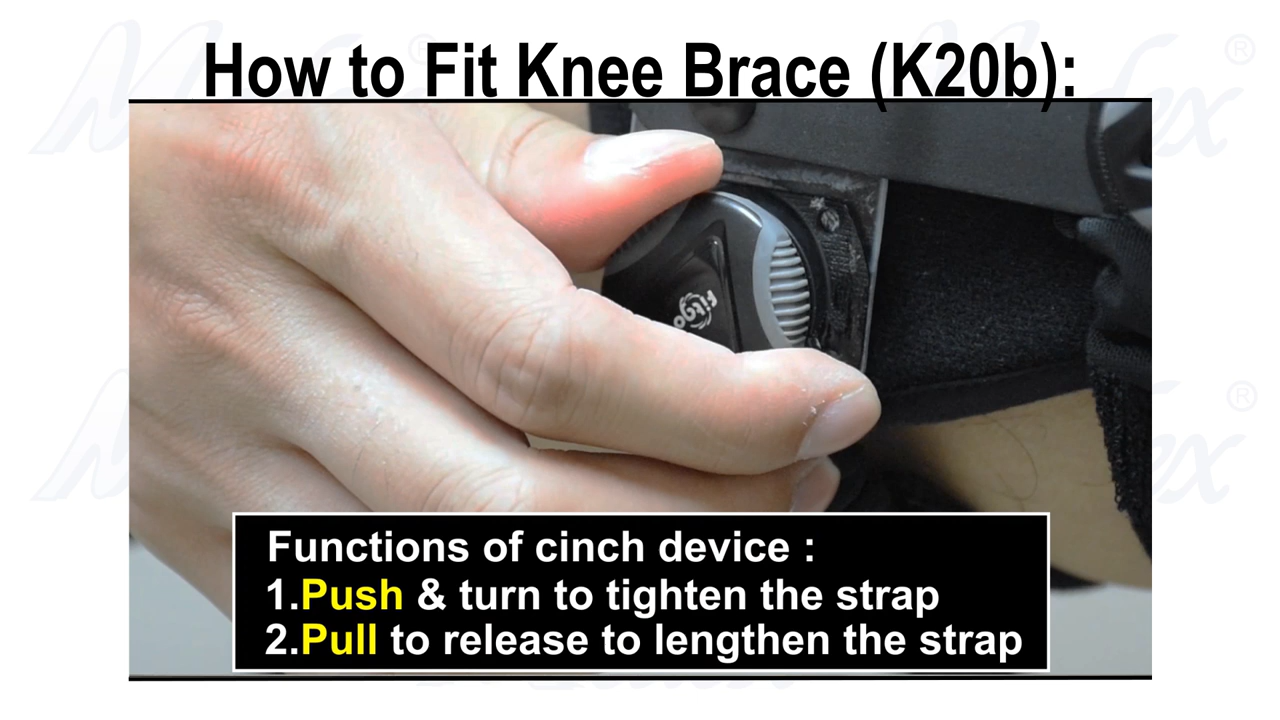 How to Fit Knee Brace (K20b):
Fitgo
Functions of cinch device :
1.Push & turn to tighten the strap
2.Pull to release to lengthen the strap
®
®